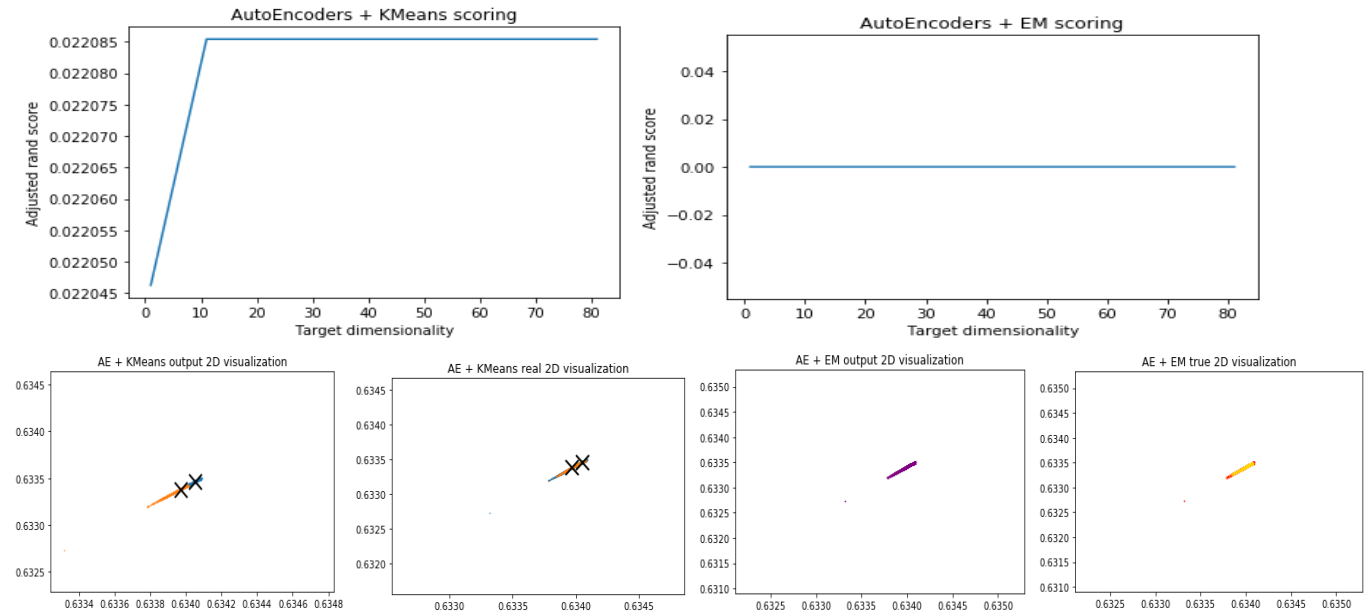 AutoEncoders + KMeans scoring
0.022085
0.022080
0.022075
0.022070
0.022065
0.022060
0.022055
0.022050
0.022045
Adjusted rand score
0 10 20 30 40 50 60 70 80
Target dimensionality
AutoEncoders + EM scoring
0.04
0.02
0.00
−0.02
−0.04
Adjusted rand score
0 10 20 30 40 50 60 70 80
Target dimensionality
AE + KMeans output 2D visualization
0.6345
0.6340
0.6335
0.6330
0.6325
0.6334 0.6336 0.6338 0.6340 0.6342 0.6344 0.6346 0.6348
AE + KMeans real 2D visualization
0.6345
0.6340
0.6335
0.6330
0.6325
0.6320
0.6330 0.6335 0.6340 0.6345
AE + EM output 2D visualization
0.6350
0.6345
0.6340
0.6335
0.6330
0.6325
0.6320
0.6315
0.6310
0.6325 0.6330 0.6335 0.6340 0.6345 0.6350
AE + EM true 2D visualization
0.6350
0.6345
0.6340
0.6335
0.6330
0.6325
0.6320
0.6315
0.6310
0.6325 0.6330 0.6335 0.6340 0.6345 0.6350